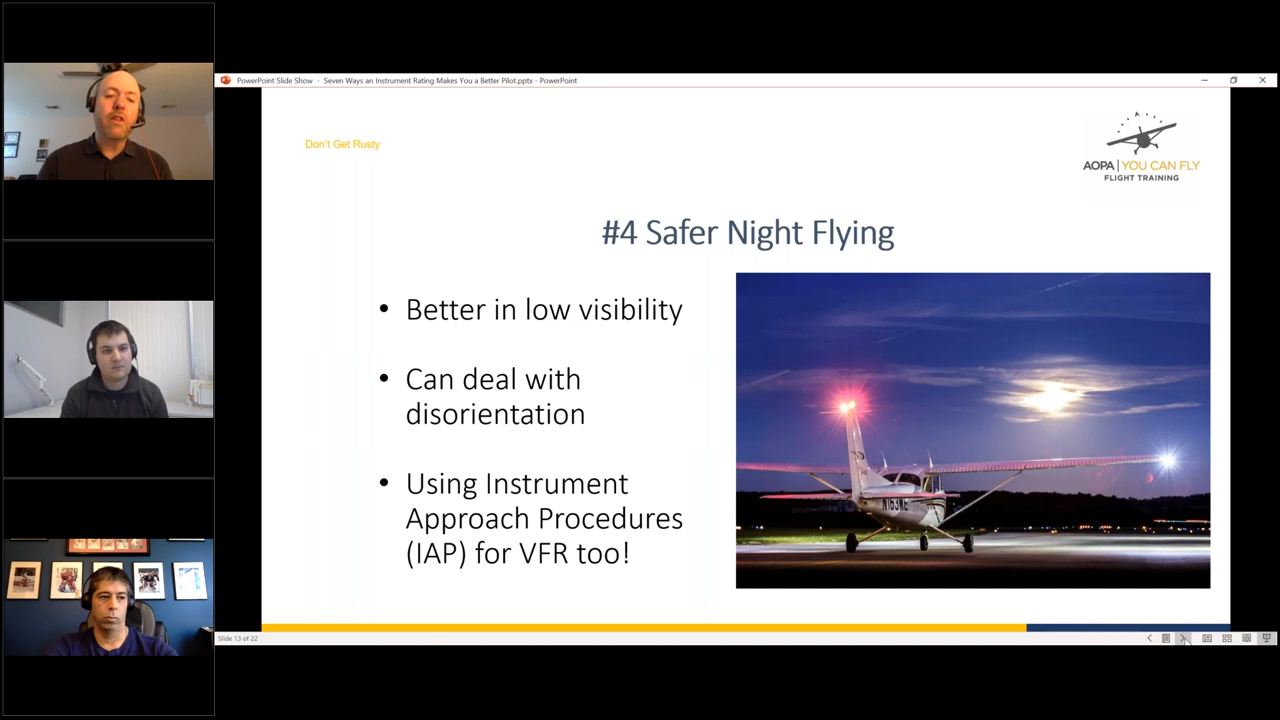 PowerPoint Slide Show - Seven Ways an Instrument Rating Makes You a Better Pilot.pptx - PowerPoint
Don't Get Rusty
AOPA | YOU CAN FLY
FLIGHT TRAINING
#4 Safer Night Flying
• Better in low visibility
• Can deal with
disorientation
• Using Instrument
Approach Procedures
(IAP) for VFR too!
Slide 13 of 22